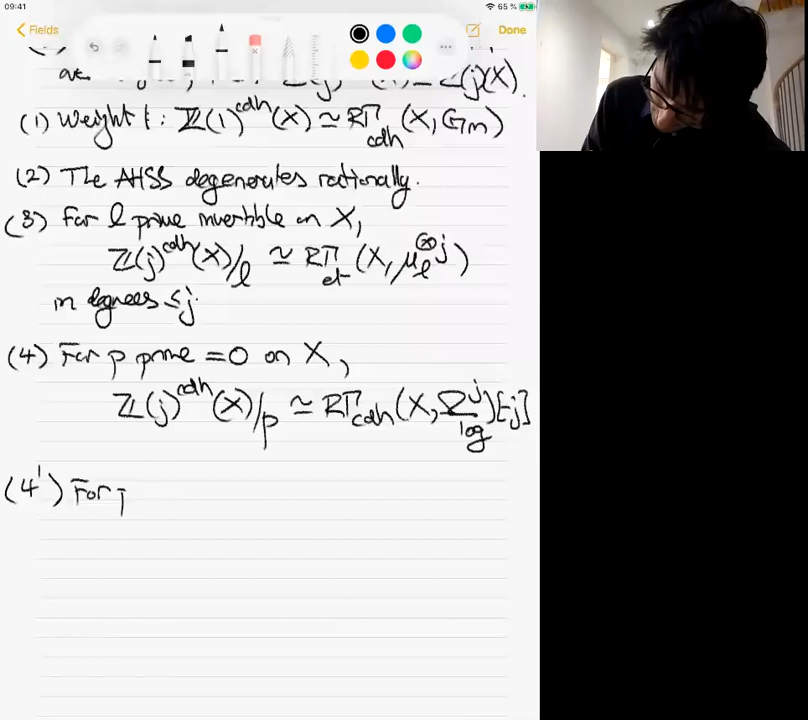 09:41
65 %
Fields
Done
ℤ(j) ≃ ℤ(j)(X).
(1) Weight 1: ℤ(1)^cdh (X) ≃ RΓ_cdh (X, 𝔾m)
(2) The AHSS degenerates rationally.
(3) For ℓ prime invertible on X,
ℤ(j)^cdh (X)/ℓ ≃ RΓ_et (X, μ_ℓ^⊗j)
in degrees ≤ j.
(4) For p prime = 0 on X,
ℤ(j)^cdh (X)/p ≃ RΓ_cdh (X, Ω^j_log)[-j]
(4') For